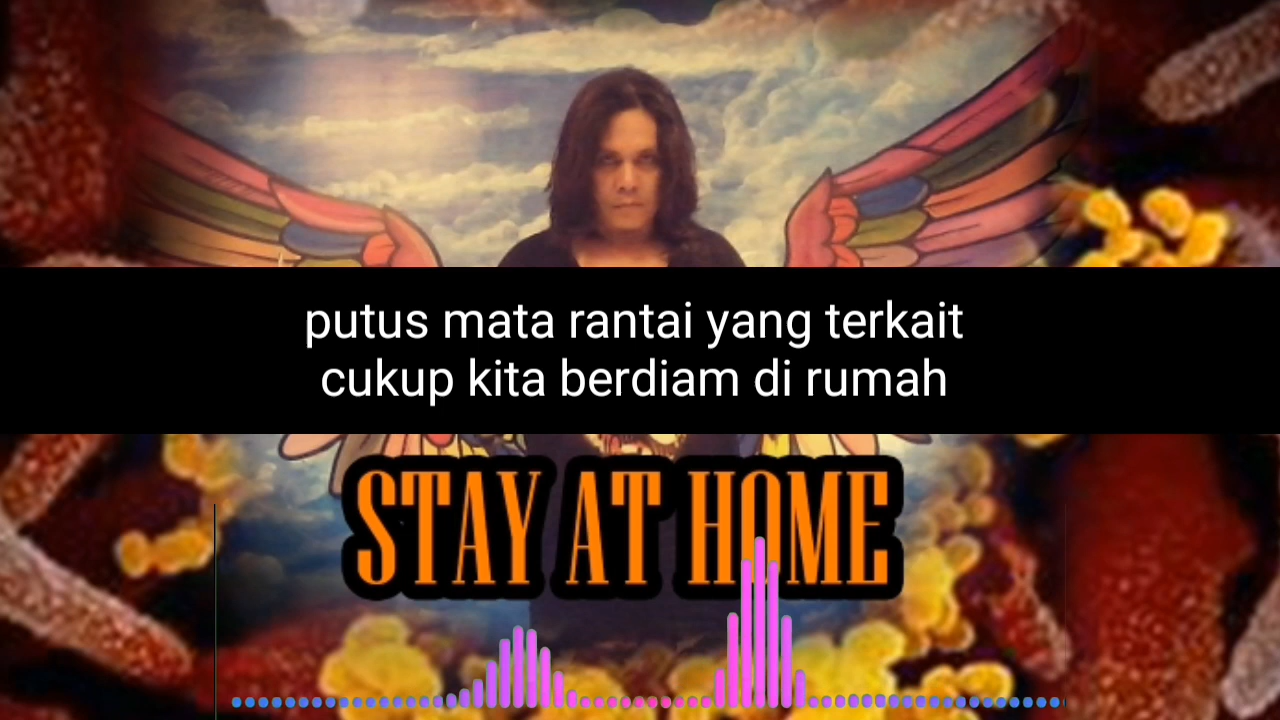 putus mata rantai yang terkait
cukup kita berdiam di rumah
STAY AT HOME